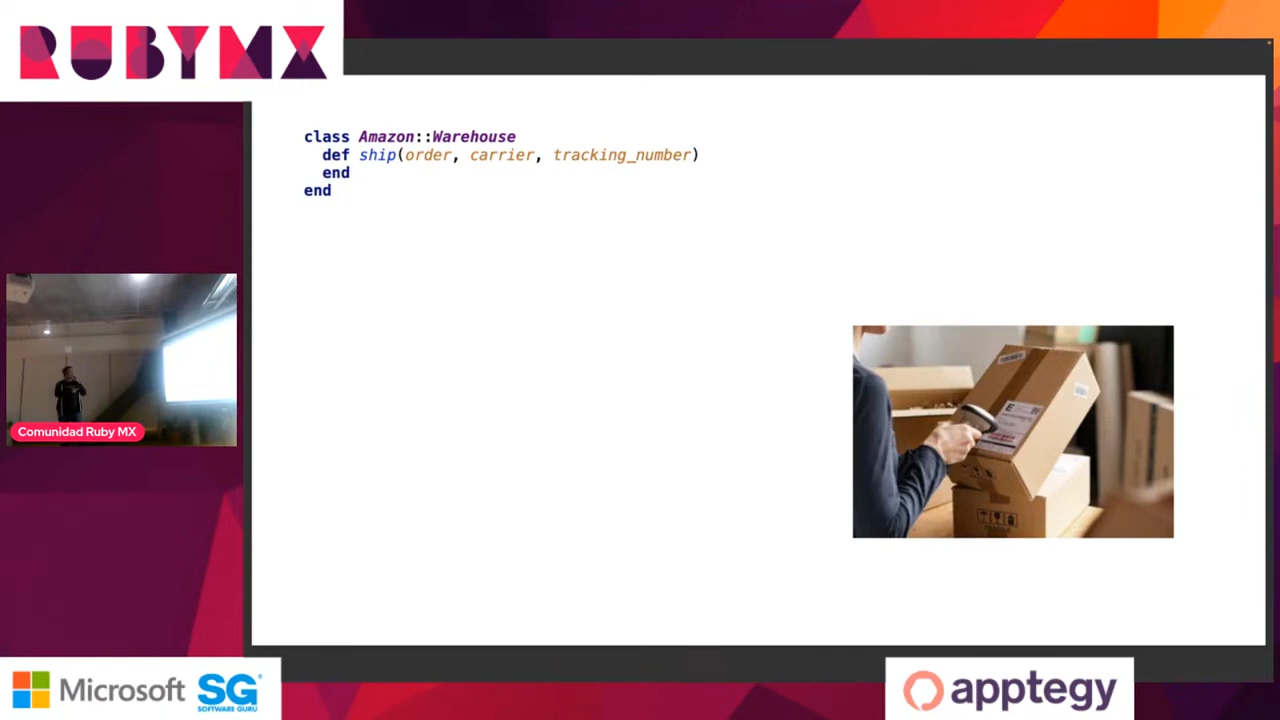 RUBYMX
class Amazon::Warehouse
  def ship(order, carrier, tracking_number)
  end
end
Comunidad Ruby MX
Microsoft
SG
SOFTWARE GURU
apptegy